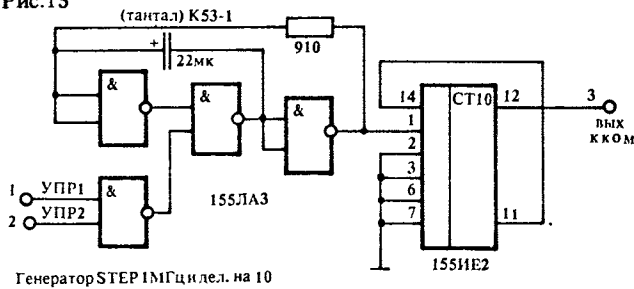 Рис.13
(тантал) К53-1
910
+
22мк
&
&
&
14
СТ10
12
3
1
вых
ккОм
2
3
1
УПР1
&
6
2
УПР2
155ЛА3
7
11
155ИЕ2
Генератор STEP 1МГц и дел. на 10